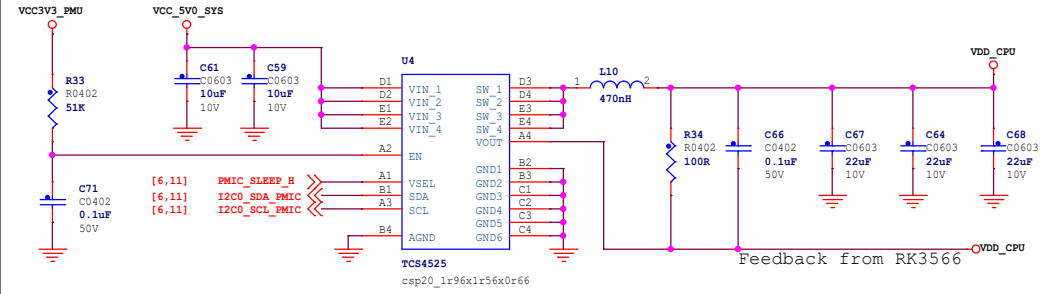 VCC3V3_PMU
VCC_5V0_SYS
VDD_CPU
R33
R0402
51K
C61
C0603
10uF
10V
C59
C0603
10uF
10V
U4
D1 VIN_1 SW_1 D3
D2 VIN_2 SW_2 D4
E1 VIN_3 SW_3 E3
E2 VIN_4 SW_4 E4
VOUT A4
A2 EN
GND1 B2
A1 VSEL GND2 B3
B1 SDA GND3 C1
A3 SCL GND4 C2
GND5 C3
B4 AGND GND6 C4
TCS4525
csp20_1r96x1r56x0r66
1 L10 2
470nH
R34
R0402
100R
C66
C0402
0.1uF
50V
C67
C0603
22uF
10V
C64
C0603
22uF
10V
C68
C0603
22uF
10V
C71
C0402
0.1uF
50V
[6,11] PMIC_SLEEP_H
[6,11] I2C0_SDA_PMIC
[6,11] I2C0_SCL_PMIC
VDD_CPU
Feedback from RK3566